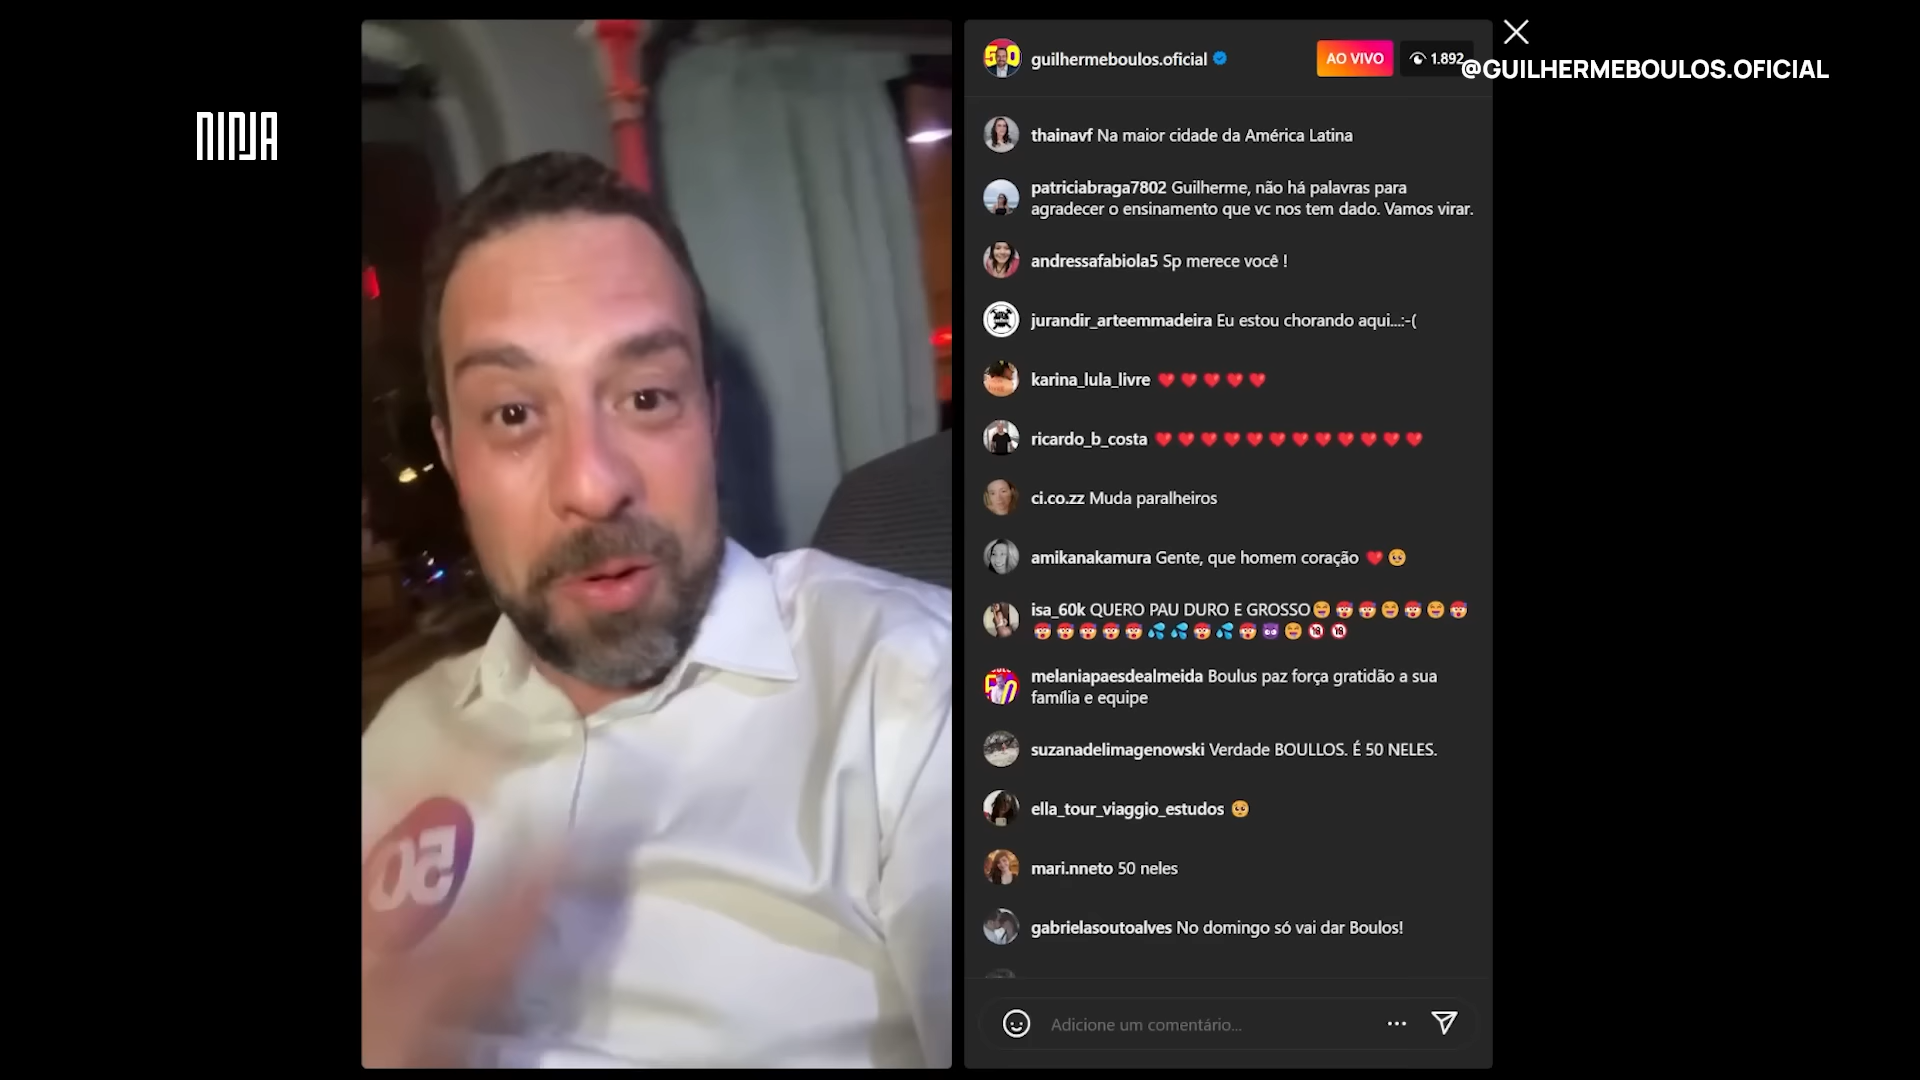 NINJA
guilhermeboulos.oficial
AO VIVO
1.892
@GUILHERMEBOULOS.OFICIAL
thainavf Na maior cidade da América Latina
patriciabraga7802 Guilherme, não há palavras para
agradecer o ensinamento que vc nos tem dado. Vamos virar.
andressafabiola5 Sp merece você !
jurandir_arteemmadeira Eu estou chorando aqui...:-(
karina_lula_livre ❤️❤️❤️❤️❤️
ricardo_b_costa ❤️❤️❤️❤️❤️❤️❤️❤️❤️❤️❤️❤️
ci.co.zz Muda paralheiros
amikanakamura Gente, que homem coração ❤️🥺
isa_60k QUERO PAU DURO E GROSSO
melaniapaesdealmeida Boulus paz força gratidão a sua
família e equipe
suzanadelimagenowski Verdade BOULLOS. É 50 NELES.
ella_tour_viaggio_estudos 🥺
mari.nneto 50 neles
gabrielasoutoalves No domingo só vai dar Boulos!
Adicione um comentário...
50